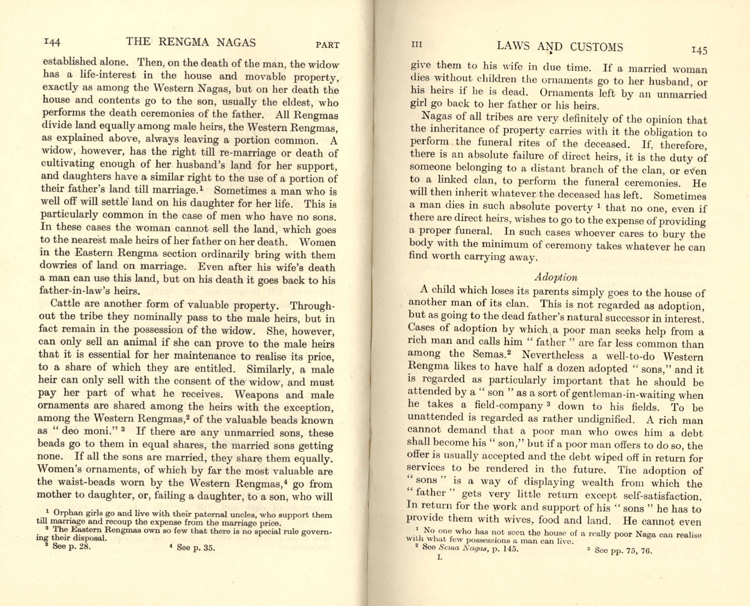 144 THE RENGMA NAGAS PART
established alone. Then, on the death of the man, the widow
has a life-interest in the house and movable property,
exactly as among the Western Nagas, but on her death the
house and contents go to the son, usually the eldest, who
performs the death ceremonies of the father. All Rengmas
divide land equally among male heirs, the Western Rengmas,
as explained above, always leaving a portion common. A
widow, however, has the right till re-marriage or death of
cultivating enough of her husband's land for her support,
and daughters have a similar right to the use of a portion of
their father's land till marriage.¹ Sometimes a man who is
well off will settle land on his daughter for her life. This is
particularly common in the case of men who have no sons.
In these cases the woman cannot sell the land, which goes
to the nearest male heirs of her father on her death. Women
in the Eastern Rengma section ordinarily bring with them
dowries of land on marriage. Even after his wife's death
a man can use this land, but on his death it goes back to his
father-in-law's heirs.
Cattle are another form of valuable property. Through-
out the tribe they nominally pass to the male heirs, but in
fact remain in the possession of the widow. She, however,
can only sell an animal if she can prove to the male heirs
that it is essential for her maintenance to realise its price,
to a share of which they are entitled. Similarly, a male
heir can only sell with the consent of the widow, and must
pay her part of what he receives. Weapons and male
ornaments are shared among the heirs with the exception,
among the Western Rengmas,² of the valuable beads known
as " deo moni." ³ If there are any unmarried sons, these
beads go to them in equal shares, the married sons getting
none. If all the sons are married, they share them equally.
Women's ornaments, of which by far the most valuable are
the waist-beads worn by the Western Rengmas,⁴ go from
mother to daughter, or, failing a daughter, to a son, who will
¹ Orphan girls go and live with their paternal uncles, who support them
till marriage and recoup the expense from the marriage price.
² The Eastern Rengmas own so few that there is no special rule govern-
ing their disposal.
³ See p. 28. ⁴ See p. 35.
III LAWS AND CUSTOMS 145
give them to his wife in due time. If a married woman
dies without children the ornaments go to her husband, or
his heirs if he is dead. Ornaments left by an unmarried
girl go back to her father or his heirs.
Nagas of all tribes are very definitely of the opinion that
the inheritance of property carries with it the obligation to
perform the funeral rites of the deceased. If, therefore,
there is an absolute failure of direct heirs, it is the duty of
someone belonging to a distant branch of the clan, or even
to a linked clan, to perform the funeral ceremonies. He
will then inherit whatever the deceased has left. Sometimes
a man dies in such absolute poverty ¹ that no one, even if
there are direct heirs, wishes to go to the expense of providing
a proper funeral. In such cases whoever cares to bury the
body with the minimum of ceremony takes whatever he can
find worth carrying away.
Adoption
A child which loses its parents simply goes to the house of
another man of its clan. This is not regarded as adoption,
but as going to the dead father's natural successor in interest.
Cases of adoption by which a poor man seeks help from a
rich man and calls him " father " are far less common than
among the Semas.² Nevertheless a well-to-do Western
Rengma likes to have half a dozen adopted " sons," and it
is regarded as particularly important that he should be
attended by a " son " as a sort of gentleman-in-waiting when
he takes a field-company ³ down to his fields. To be
unattended is regarded as rather undignified. A rich man
cannot demand that a poor man who owes him a debt
shall become his " son," but if a poor man offers to do so, the
offer is usually accepted and the debt wiped off in return for
services to be rendered in the future. The adoption of
" sons " is a way of displaying wealth from which the
" father " gets very little return except self-satisfaction.
In return for the work and support of his " sons " he has to
provide them with wives, food and land. He cannot even
¹ No one who has not seen the house of a really poor Naga can realise
with what few possessions a man can live.
² See Sema Nagas, p. 145. ³ See pp. 75, 76.
L